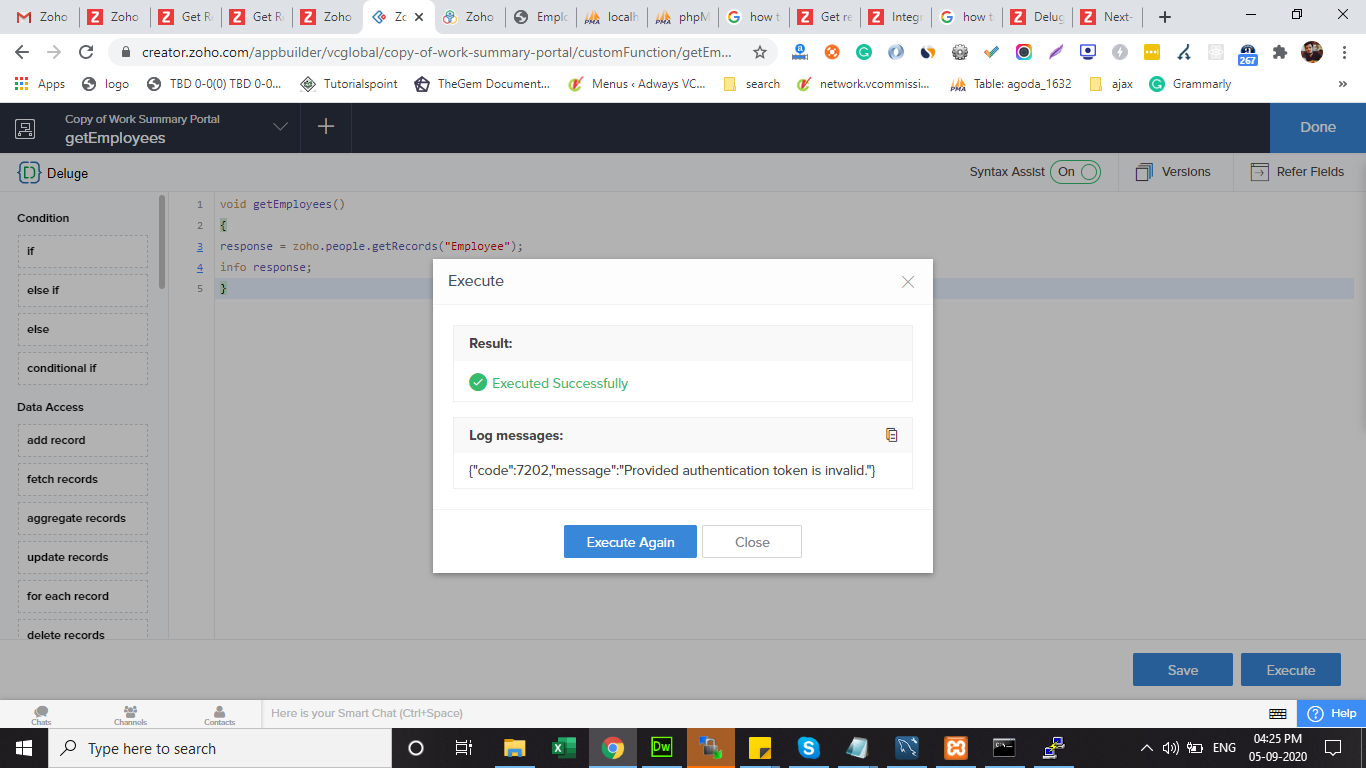 Zoho
Zoho
Get R
Get R
Zoho
Zo
Zoho
Emplo
localh
phpM
how t
Get re
Integr
how t
Delug
Next-
creator.zoho.com/appbuilder/vcglobal/copy-of-work-summary-portal/customFunction/getEm...
267
Apps
logo
TBD 0-0(0) TBD 0-0...
Tutorialspoint
TheGem Document...
Menus ‹ Adways VC...
search
network.vcommissi...
Table: agoda_1632
ajax
Grammarly
»
Copy of Work Summary Portal
getEmployees
Done
Deluge
Syntax Assist
On
Versions
Refer Fields
Condition
if
else if
else
conditional if
Data Access
add record
fetch records
aggregate records
update records
for each record
delete records
1 void getEmployees()
2 {
3 response = zoho.people.getRecords("Employee");
4 info response;
5 }
Execute
Result:
Executed Successfully
Log messages:
{"code":7202,"message":"Provided authentication token is invalid."}
Execute Again
Close
Save
Execute
Chats
Channels
Contacts
Here is your Smart Chat (Ctrl+Space)
Help
Type here to search
Dw
ENG
04:25 PM
05-09-2020